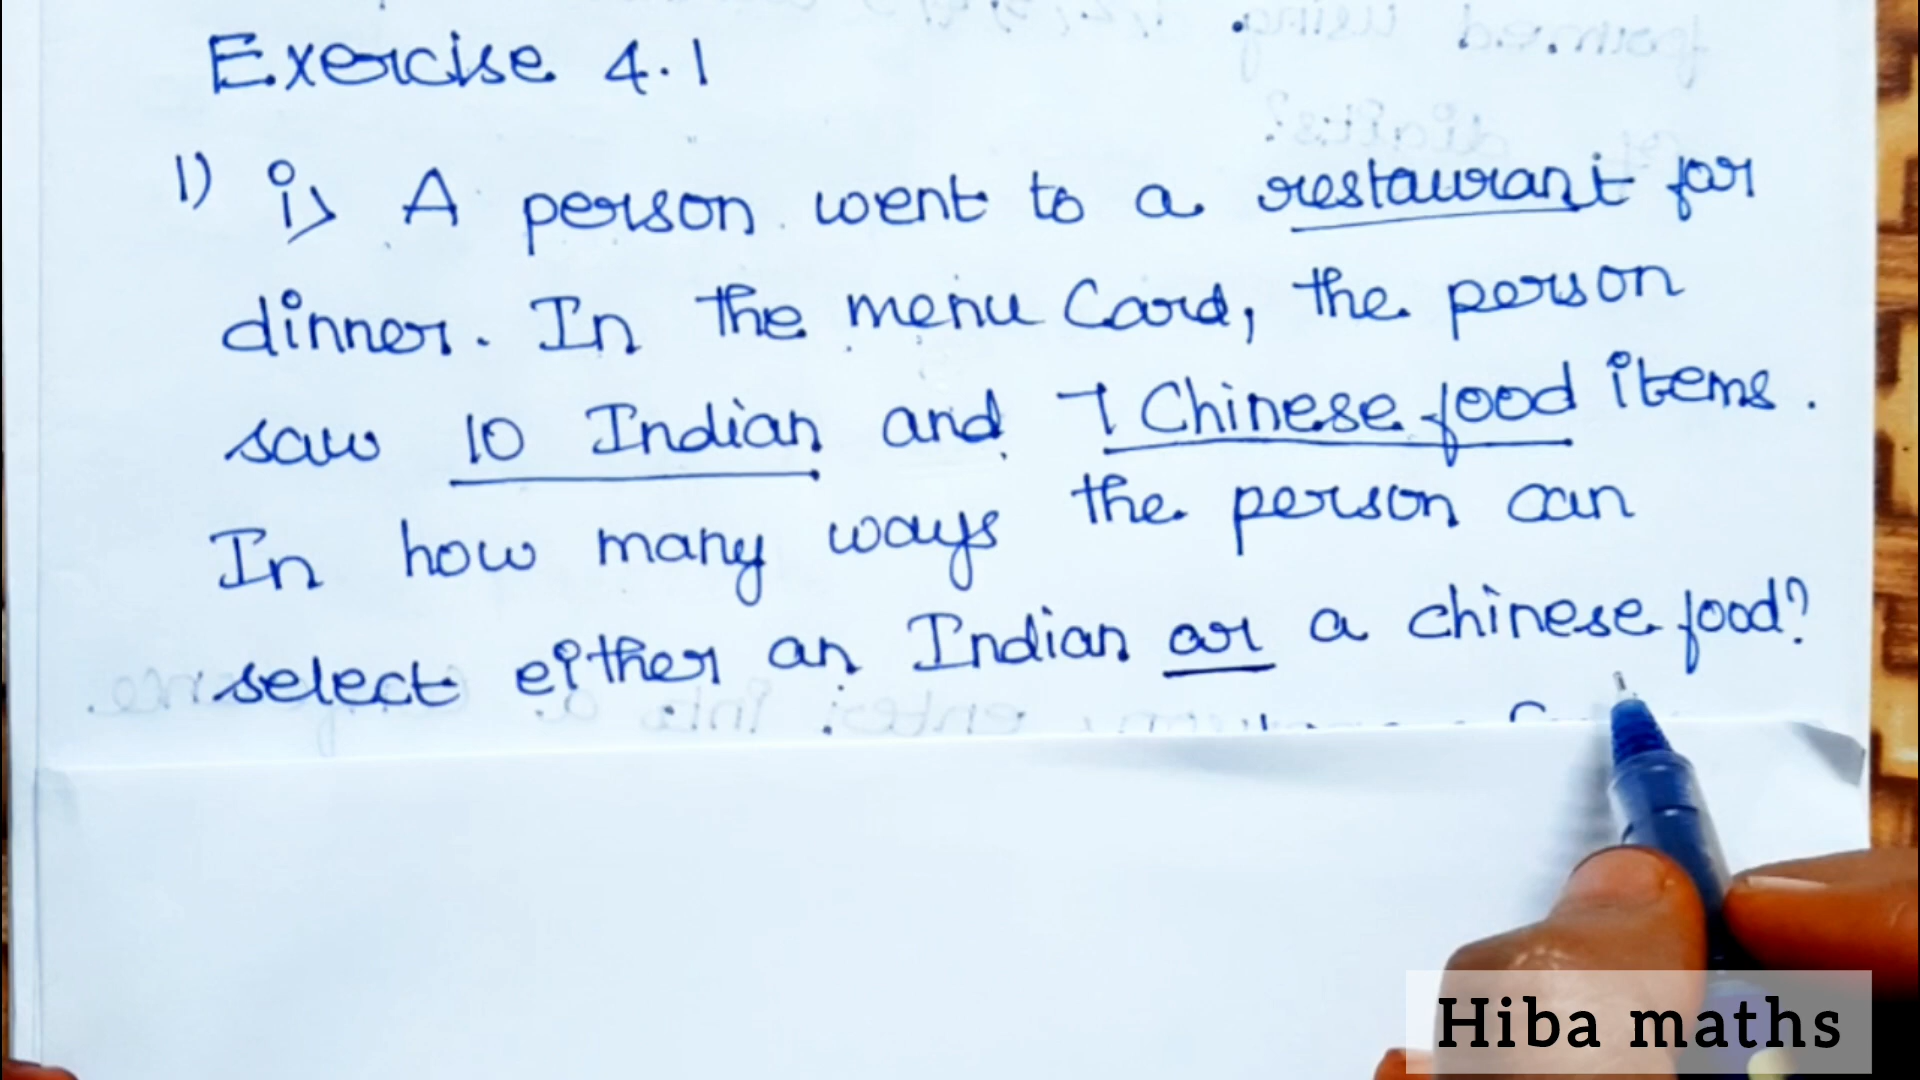 Exercise 4.1
1) i) A person went to a restaurant for
dinner. In the menu Card, the person
saw 10 Indian and 7 Chinese food items.
In how many ways the person can
select either an Indian or a chinese food?
Hiba maths